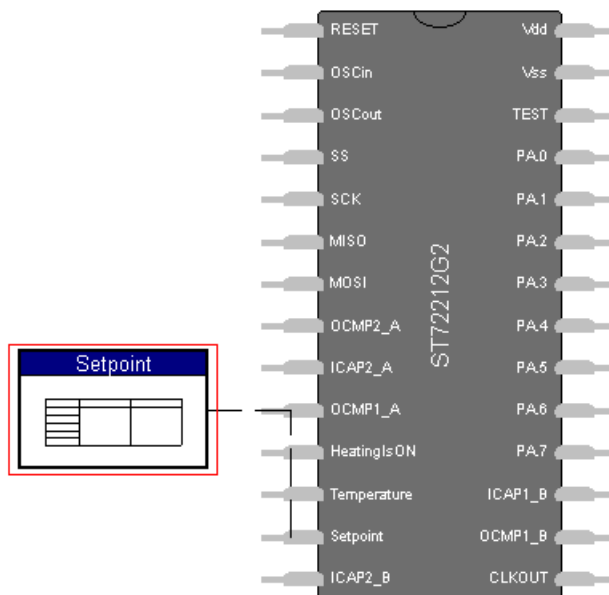 RESET
OSCin
OSCout
SS
SCK
MISO
MOSI
OCMP2_A
ICAP2_A
OCMP1_A
HeatingIsON
Temperature
Setpoint
ICAP2_B
Setpoint
ST72212G2
Vdd
Vss
TEST
PA.0
PA.1
PA.2
PA.3
PA.4
PA.5
PA.6
PA.7
ICAP1_B
OCMP1_B
CLKOUT